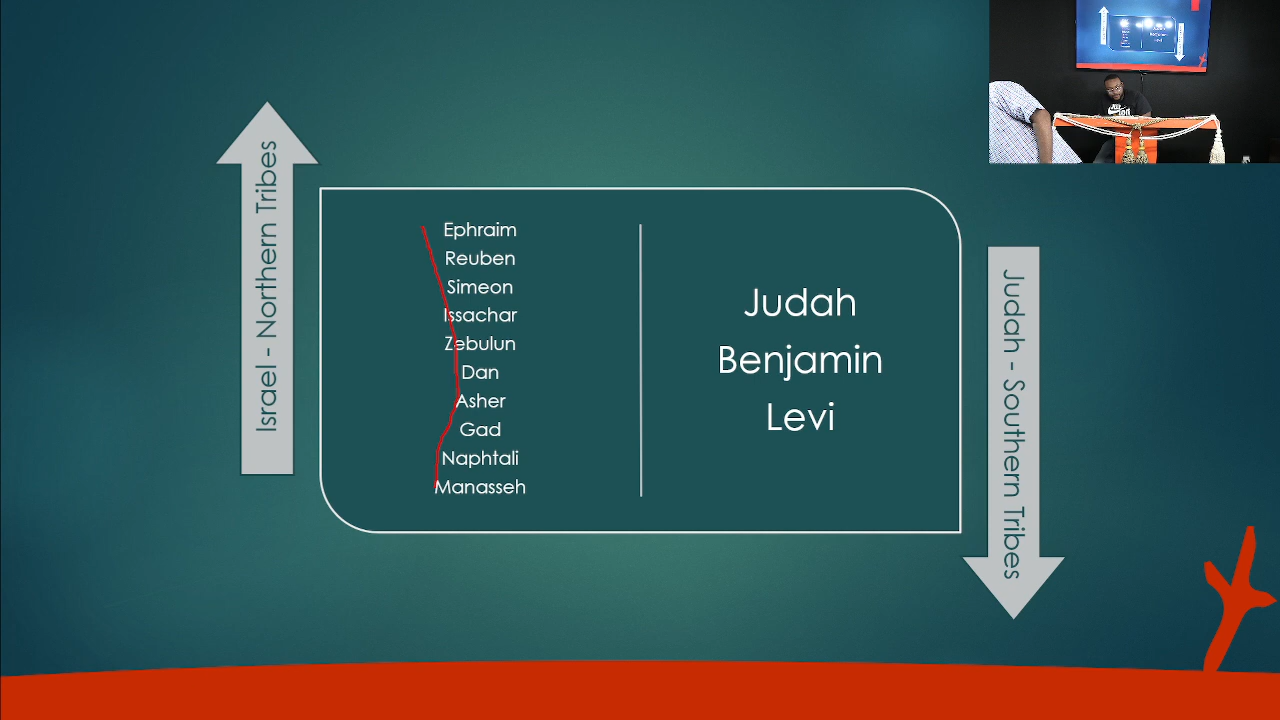 Israel - Northern Tribes
Ephraim
Reuben
Simeon
Issachar
Zebulun
Dan
Asher
Gad
Naphtali
Manasseh
Judah
Benjamin
Levi
Judah - Southern Tribes